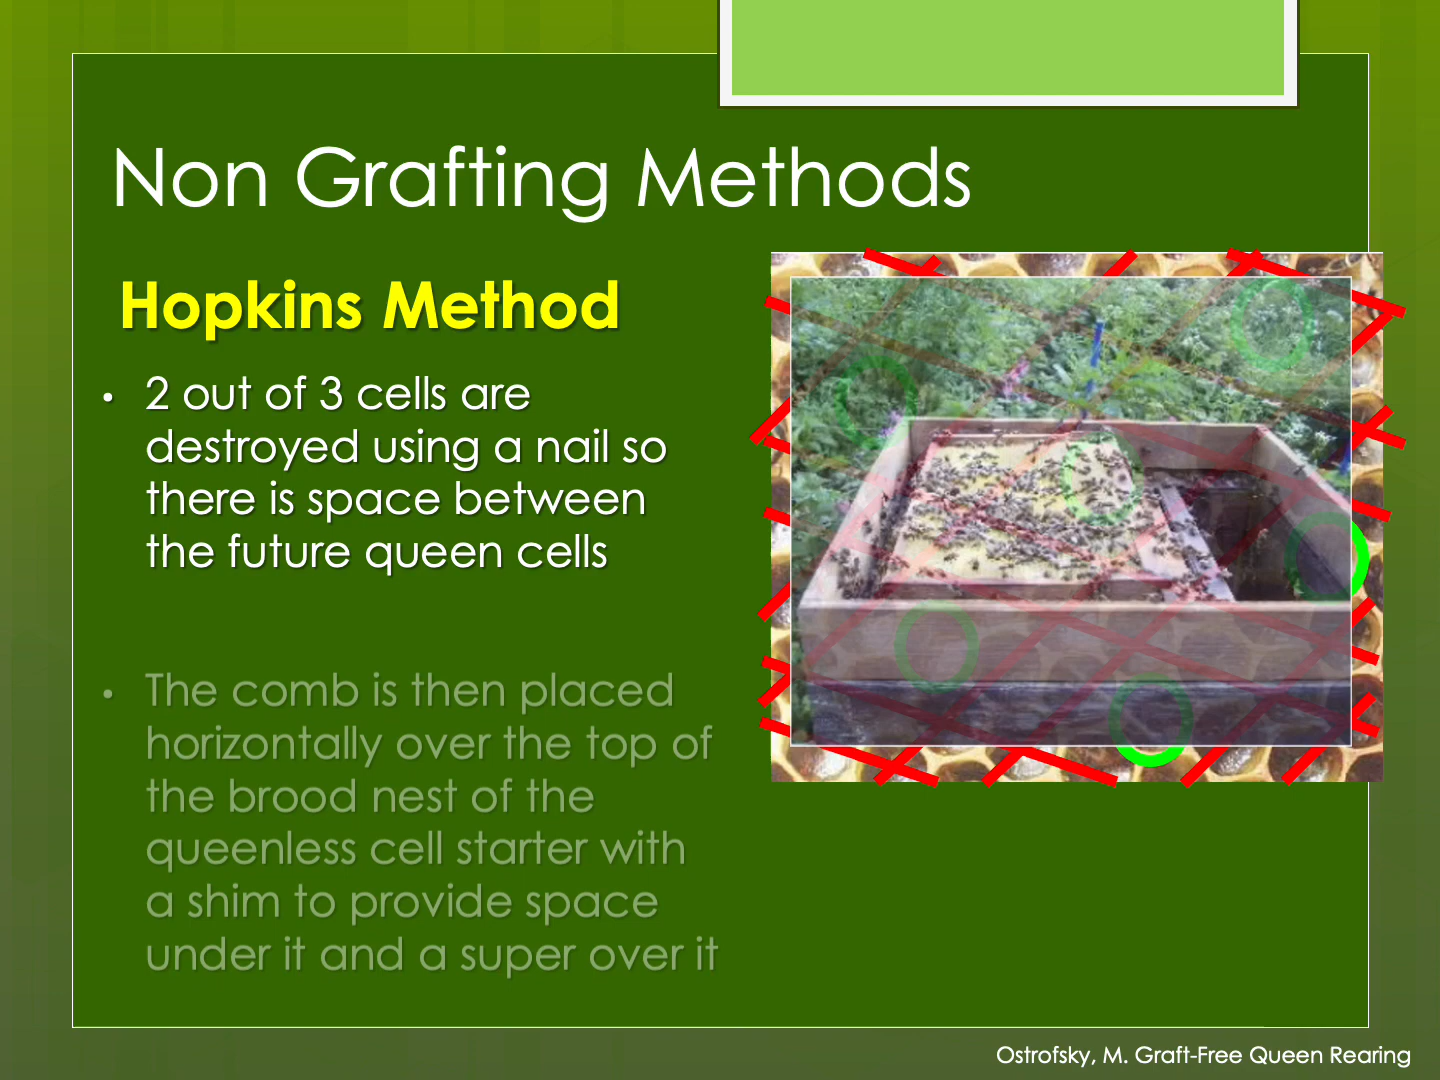 Non Grafting Methods
Hopkins Method
• 2 out of 3 cells are
destroyed using a nail so
there is space between
the future queen cells
• The comb is then placed
horizontally over the top of
the brood nest of the
queenless cell starter with
a shim to provide space
under it and a super over it
Ostrofsky, M. Graft-Free Queen Rearing